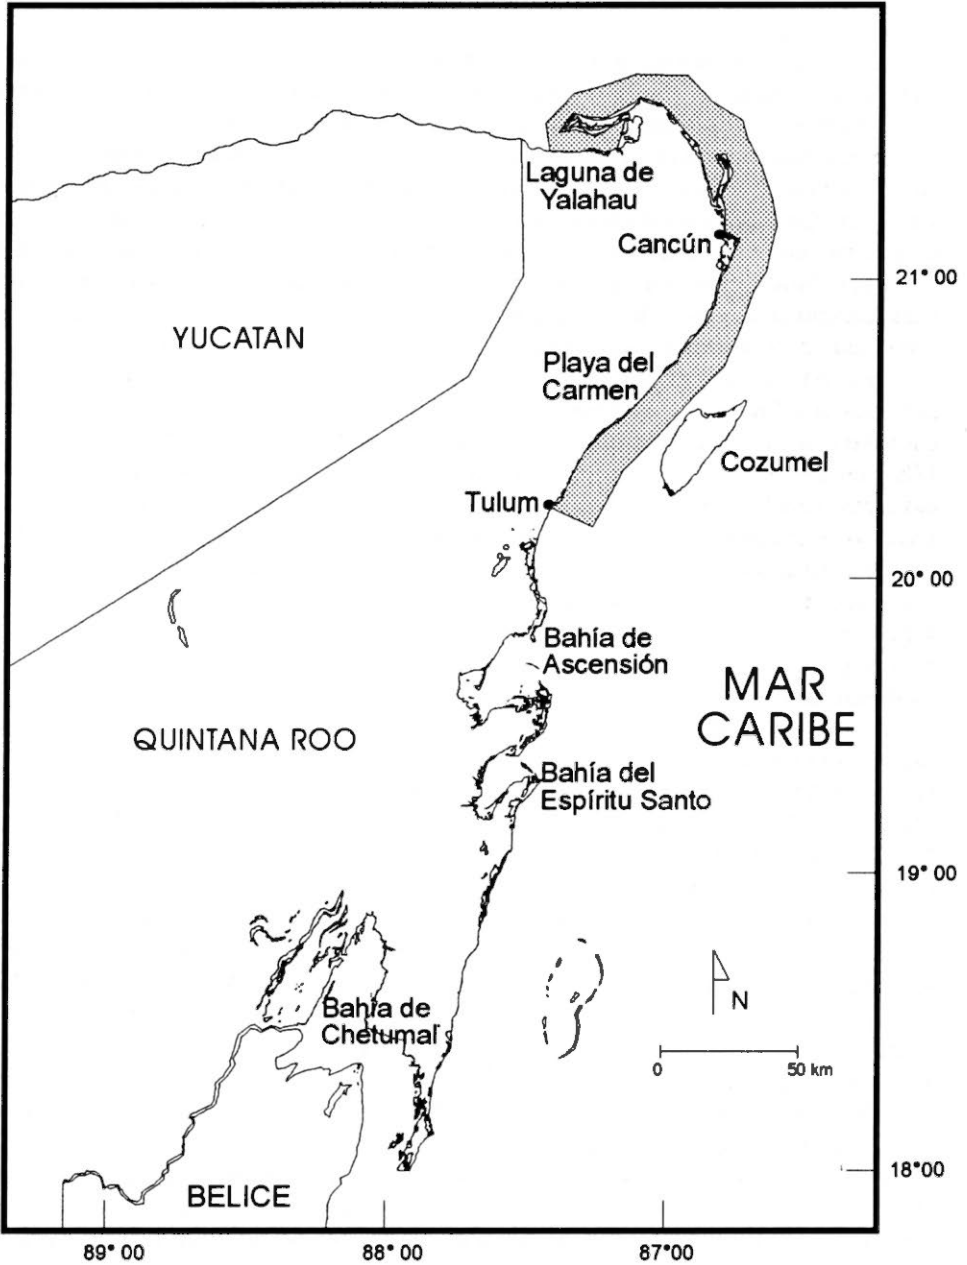 Laguna de
Yalahau
Cancún
21° 00
YUCATAN
Playa del
Carmen
Cozumel
Tulum
20° 00
Bahía de
Ascensión
MAR
CARIBE
QUINTANA ROO
Bahía del
Espíritu Santo
19° 00
N
Bahía de
Chetumal
0 50 km
18° 00
BELICE
89° 00 88° 00 87° 00